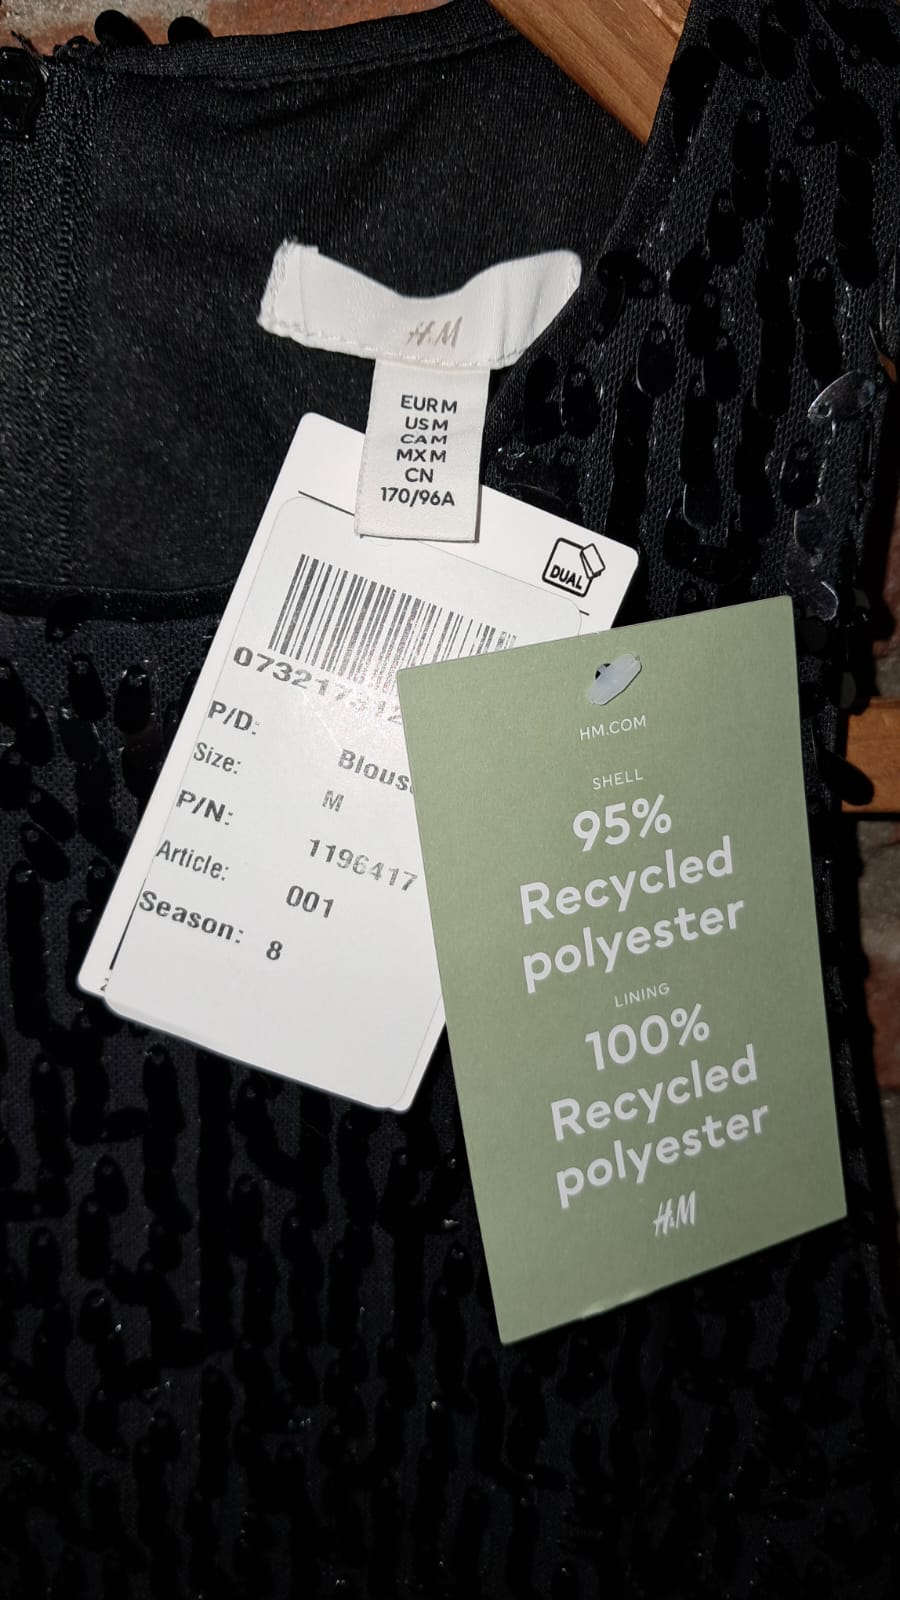 H&M
EUR M
US M
CA M
MX M
CN
170/96A
DUAL
P/D:
Size: M
P/N: 1196417
Article: 001
Season: 8
HM.COM
SHELL
95%
Recycled
polyester
LINING
100%
Recycled
polyester
H&M